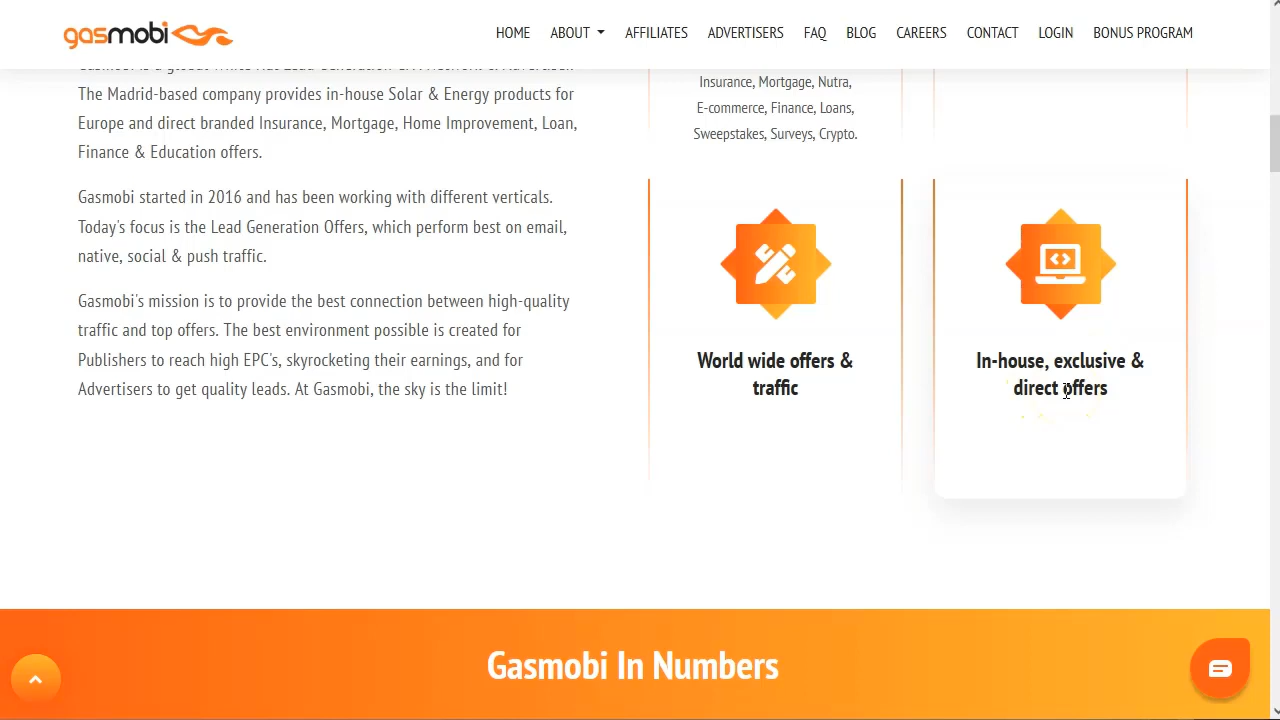 gasmobi
HOME ABOUT AFFILIATES ADVERTISERS FAQ BLOG CAREERS CONTACT LOGIN BONUS PROGRAM
The Madrid-based company provides in-house Solar & Energy products for
Europe and direct branded Insurance, Mortgage, Home Improvement, Loan,
Finance & Education offers.
Gasmobi started in 2016 and has been working with different verticals.
Today's focus is the Lead Generation Offers, which perform best on email,
native, social & push traffic.
Gasmobi's mission is to provide the best connection between high-quality
traffic and top offers. The best environment possible is created for
Publishers to reach high EPC's, skyrocketing their earnings, and for
Advertisers to get quality leads. At Gasmobi, the sky is the limit!
Insurance, Mortgage, Nutra,
E-commerce, Finance, Loans,
Sweepstakes, Surveys, Crypto.
World wide offers &
traffic
In-house, exclusive &
direct offers
Gasmobi In Numbers